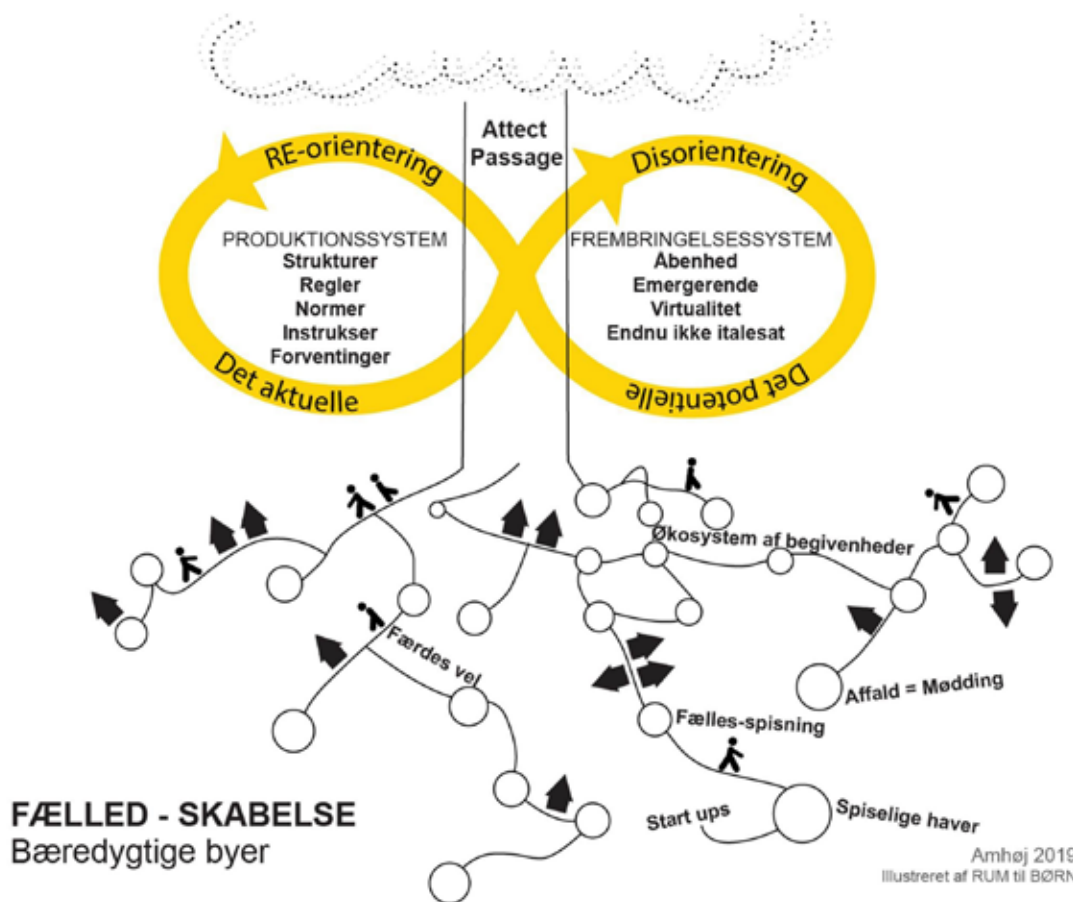 Attect
Passage
RE-orientering
Disorientering
PRODUKTIONSSYSTEM
Strukturer
Regler
Normer
Instrukser
Forventinger
Det aktuelle
FREMBRINGELSESSYSTEM
Åbenhed
Emergerende
Virtualitet
Endnu ikke italesat
Det potentielle
Økosystem af begivenheder
Færdes vel
Affald = Mødding
Fælles-spisning
Start ups
Spiselige haver
FÆLLED - SKABELSE
Bæredygtige byer
Amhøj 2019
Illustreret af RUM til BØRN